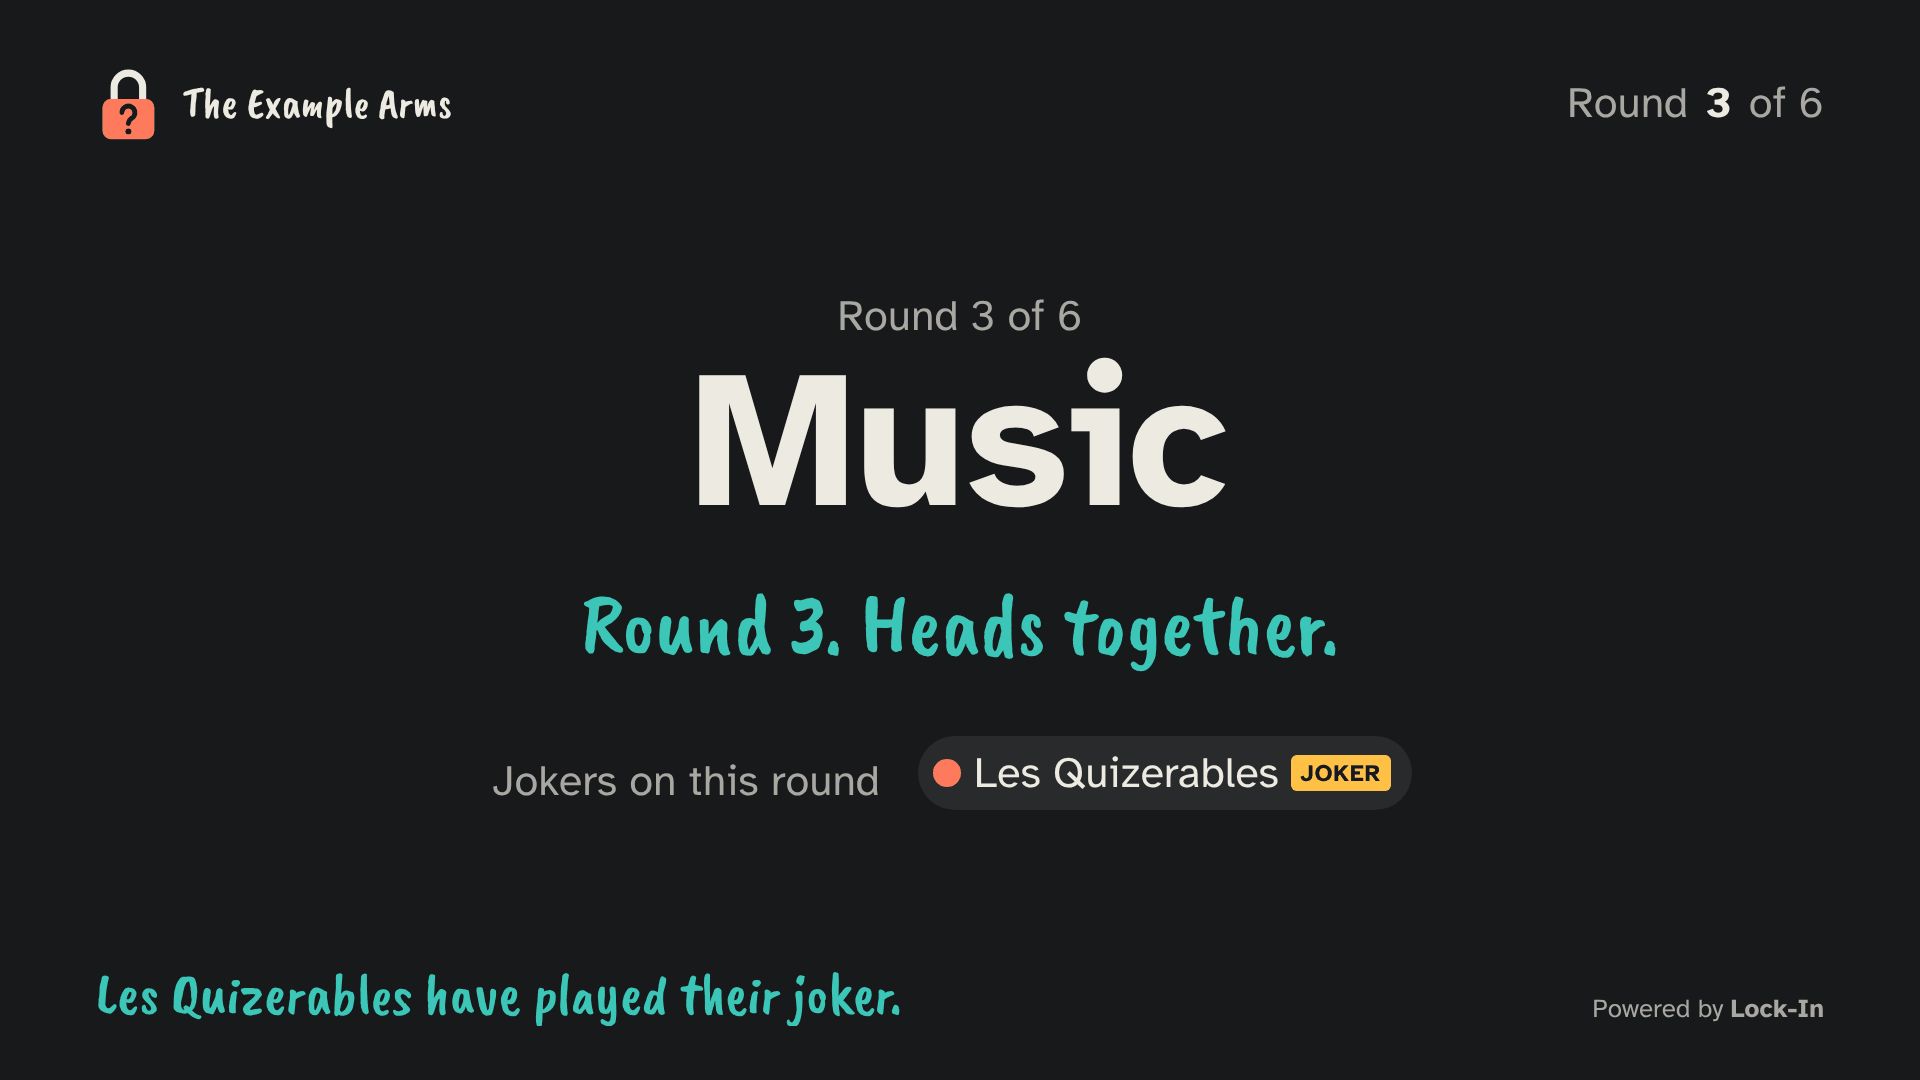 ?
The Example Arms
Round 3 of 6
Round 3 of 6
Music
Round 3. Heads together.
Jokers on this round
Les Quizerables JOKER
Les Quizerables have played their joker.
Powered by Lock-In